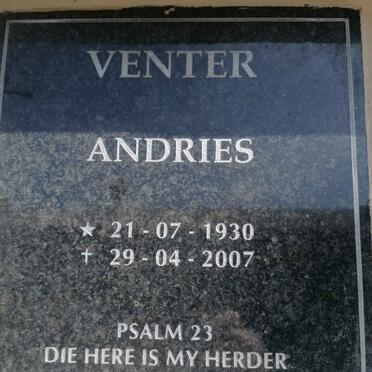 VENTER
ANDRIES
★ 21 - 07 - 1930
† 29 - 04 - 2007
PSALM 23
DIE HERE IS MY HERDER